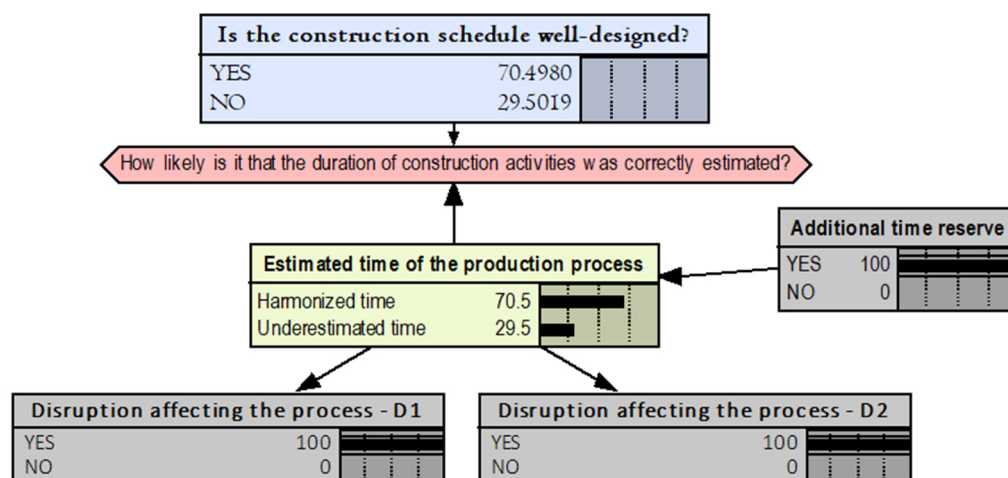 Is the construction schedule well-designed?
YES 70.4980
NO 29.5019
How likely is it that the duration of construction activities was correctly estimated?
Additional time reserve
YES 100
NO 0
Estimated time of the production process
Harmonized time 70.5
Underestimated time 29.5
Disruption affecting the process - D1
YES 100
NO 0
Disruption affecting the process - D2
YES 100
NO 0